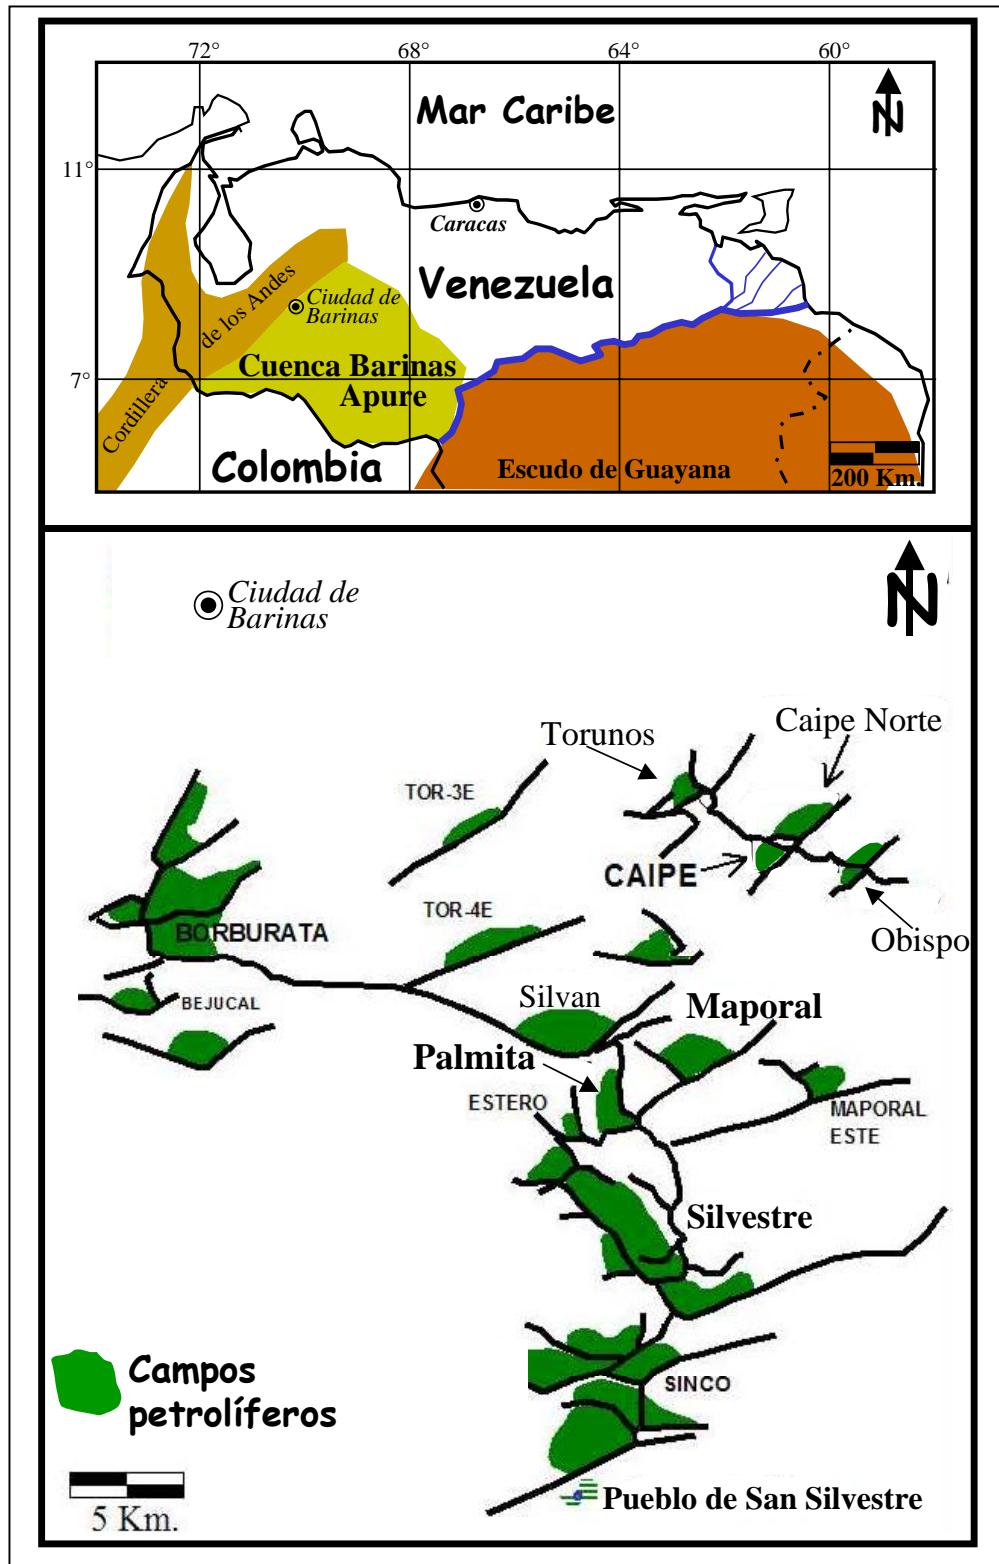 72°
68°
64°
60°
Mar Caribe
N
11°
Caracas
Venezuela
Ciudad de
Barinas
de los Andes
Cuenca Barinas
Apure
7°
Cordillera
Colombia
Escudo de Guayana
200 Km.
Ciudad de
Barinas
N
Caipe Norte
Torunos
TOR-3E
CAIPE
TOR-4E
BORBURATA
Obispo
Silvan
BEJUCAL
Maporal
Palmita
ESTERO
MAPORAL
ESTE
Silvestre
Campos
petrolíferos
SINCO
5 Km.
Pueblo de San Silvestre